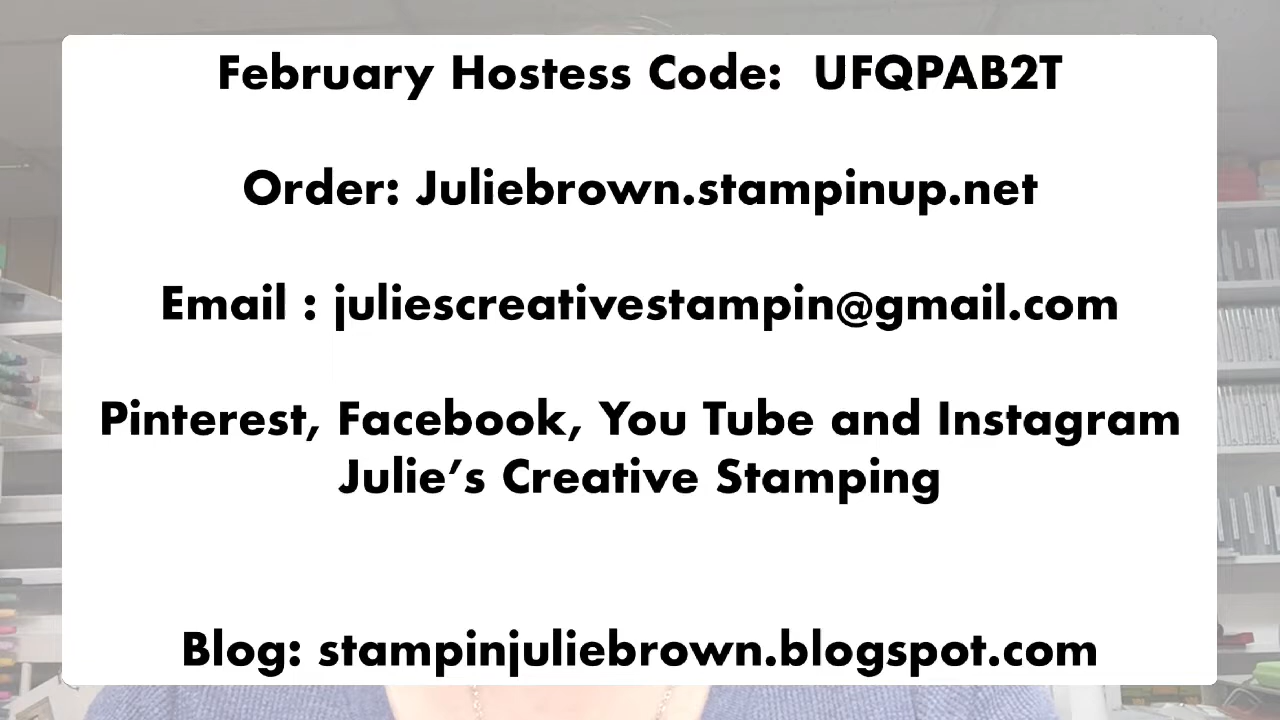 February Hostess Code:  UFQPAB2T
Order: Juliebrown.stampinup.net
Email : juliescreativestampin@gmail.com
Pinterest, Facebook, You Tube and Instagram
Julie’s Creative Stamping
Blog: stampinjuliebrown.blogspot.com